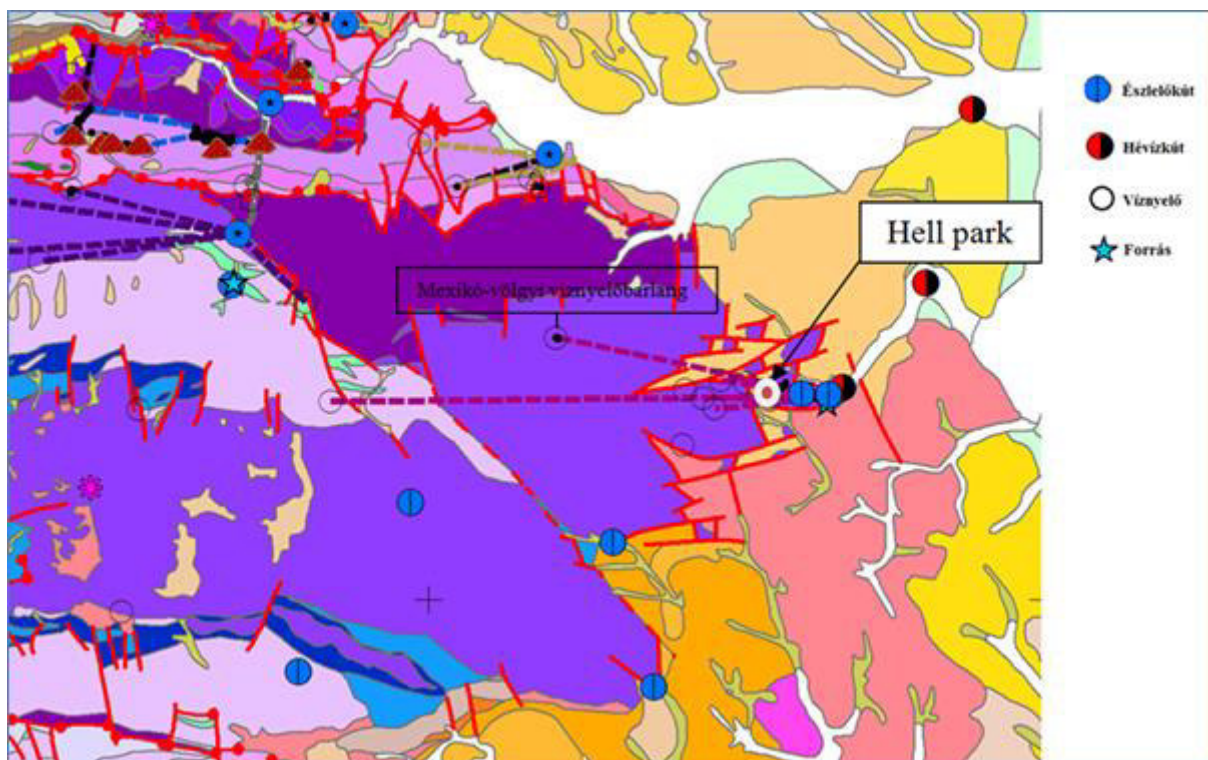 Észlelőkút
Hévízkút
Hell park
Víznyelő
Forrás
Mexikó-völgyi víznyelőbarlang